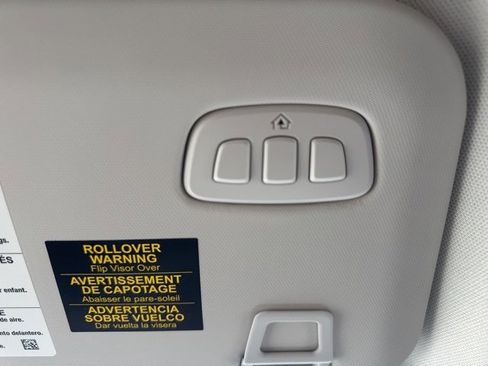 gs.
ÉS
r enfant.
E
de aire.
nto delantero.
e.
ROLLOVER
WARNING
Flip Visor Over
AVERTISSEMENT
DE CAPOTAGE
Abaisser le pare-soleil
ADVERTENCIA
SOBRE VUELCO
Dar vuelta la visera